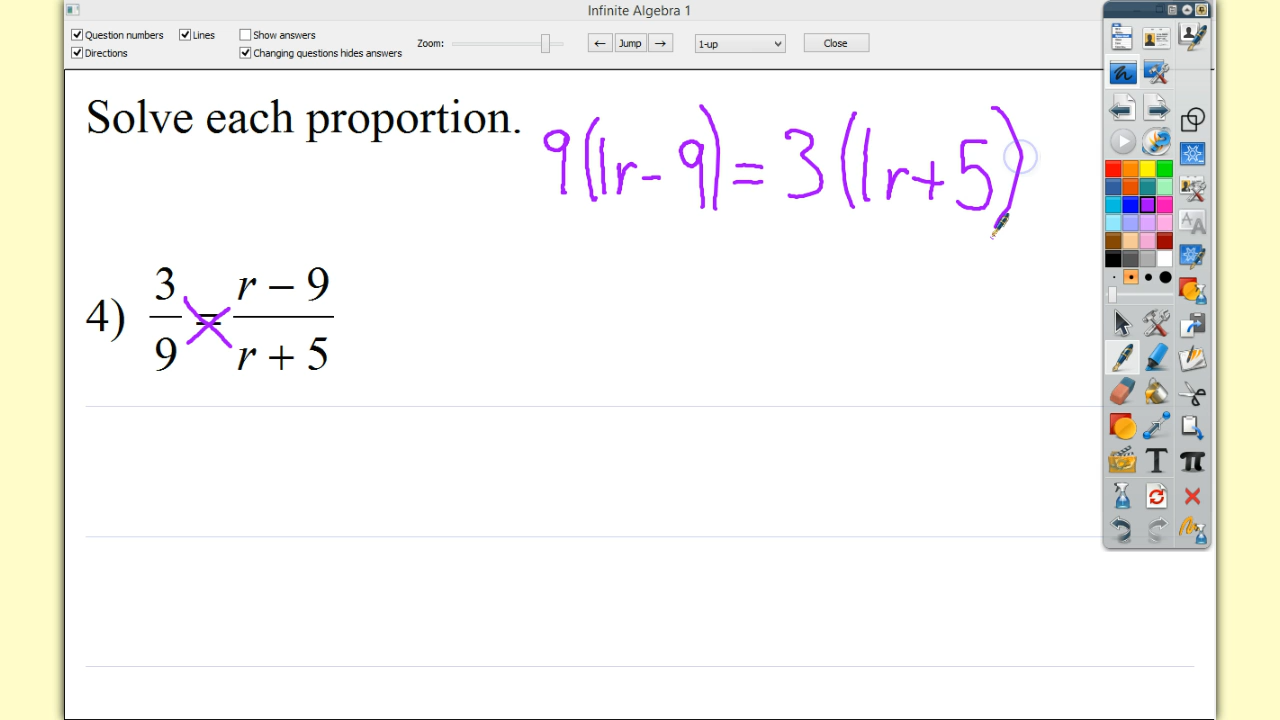 Infinite Algebra 1
Question numbers Lines Show answers
Directions Changing questions hides answers
Zoom: ← Jump → 1-up Close
Solve each proportion.
9(1r-9)=3(1r+5)
4) 3/9 = (r − 9)/(r + 5)